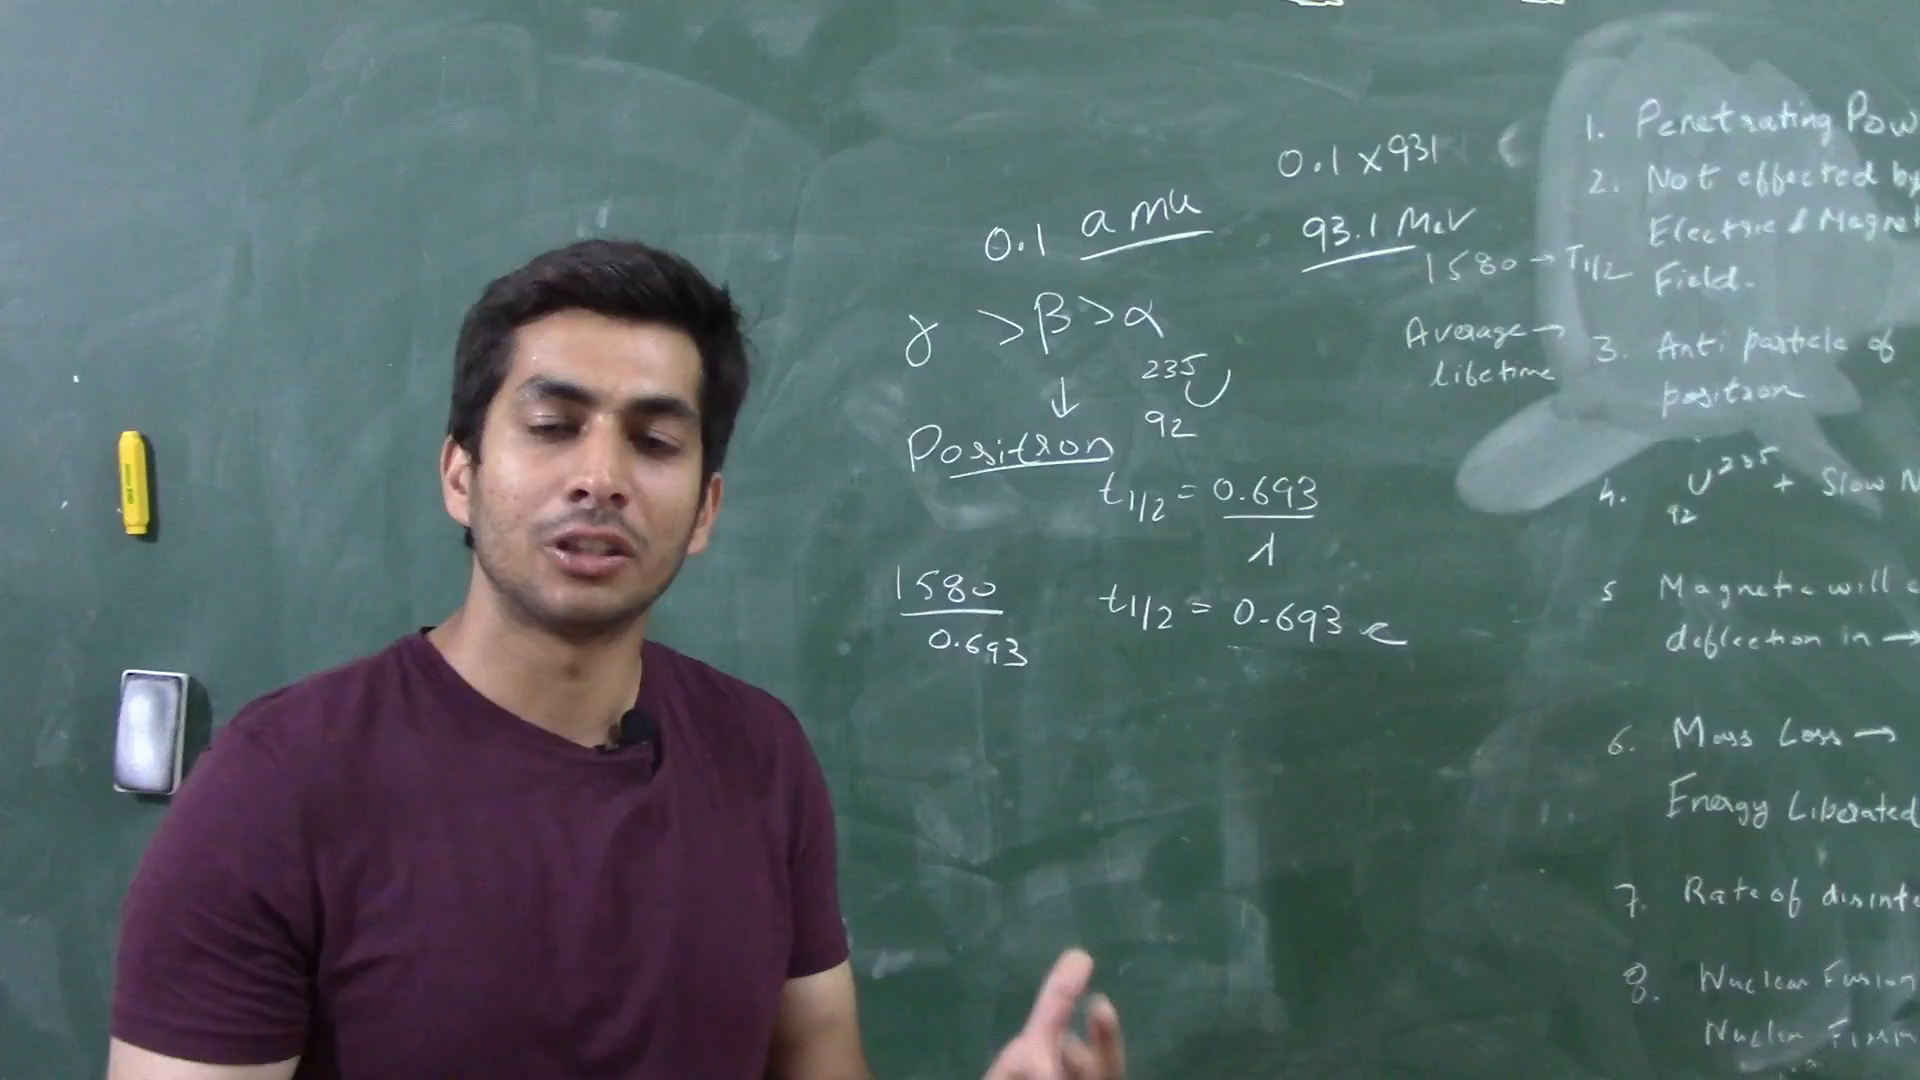 0.1 amu
0.1 x 931
93.1 MeV
γ > β > α
↓
Positron
235
U
92
t1/2 = 0.693
λ
1580
0.693
t1/2 = 0.693 τ
1580 → T1/2
Average →
lifetime
1. Penetrating Pow
2. Not effected by
Electric & Magnet
Field.
3. Anti particle of
positron
4. 92 U 235 + Slow N
5 Magnetic will c
deflection in →
6. Mass Loss →
Energy Liberated
7. Rate of disinte
8. Nuclear Fusion
Nuclear Fission